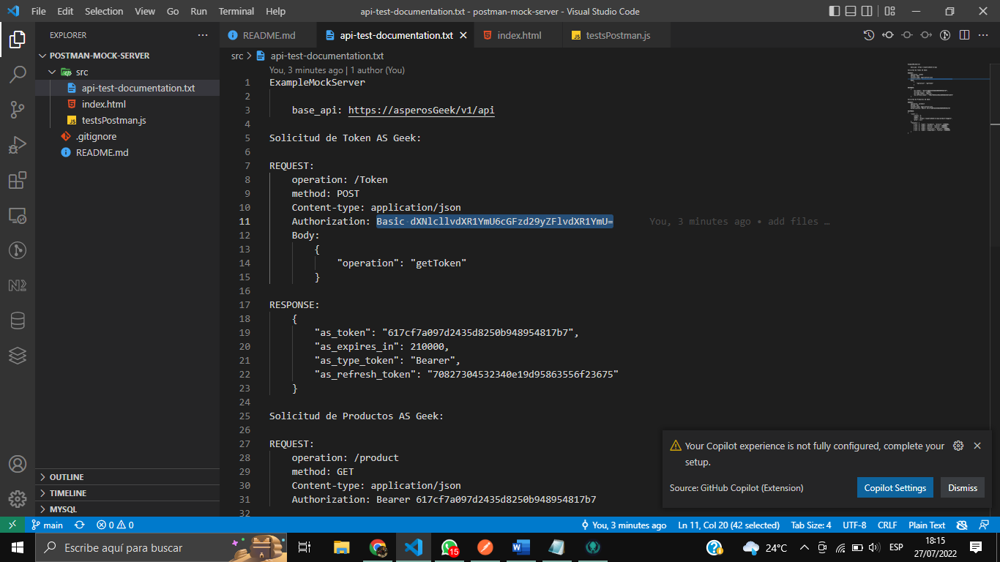 File Edit Selection View Go Run Terminal Help
api-test-documentation.txt - postman-mock-server - Visual Studio Code
EXPLORER
POSTMAN-MOCK-SERVER
src
api-test-documentation.txt
index.html
testsPostman.js
.gitignore
README.md
OUTLINE
TIMELINE
MYSQL
README.md
api-test-documentation.txt
index.html
testsPostman.js
src > api-test-documentation.txt
You, 3 minutes ago | 1 author (You)
1 ExampleMockServer
2
3 base_api: https://asperosGeek/v1/api
4
5 Solicitud de Token AS Geek:
6
7 REQUEST:
8 operation: /Token
9 method: POST
10 Content-type: application/json
11 Authorization: Basic dXNlcllvdXR1YmU6cGFzd29yZFlvdXR1YmU= You, 3 minutes ago • add files …
12 Body:
13 {
14 "operation": "getToken"
15 }
16
17 RESPONSE:
18 {
19 "as_token": "617cf7a097d2435d8250b948954817b7",
20 "as_expires_in": 210000,
21 "as_type_token": "Bearer",
22 "as_refresh_token": "70827304532340e19d95863556f23675"
23 }
24
25 Solicitud de Productos AS Geek:
26
27 REQUEST:
28 operation: /product
29 method: GET
30 Content-type: application/json
31 Authorization: Bearer 617cf7a097d2435d8250b948954817b7
32
Your Copilot experience is not fully configured, complete your
setup.
Source: GitHub Copilot (Extension)
Copilot Settings
Dismiss
main 0 0 You, 3 minutes ago Ln 11, Col 20 (42 selected) Tab Size: 4 UTF-8 CRLF Plain Text
Escribe aquí para buscar
15
24°C
ESP
18:15
27/07/2022